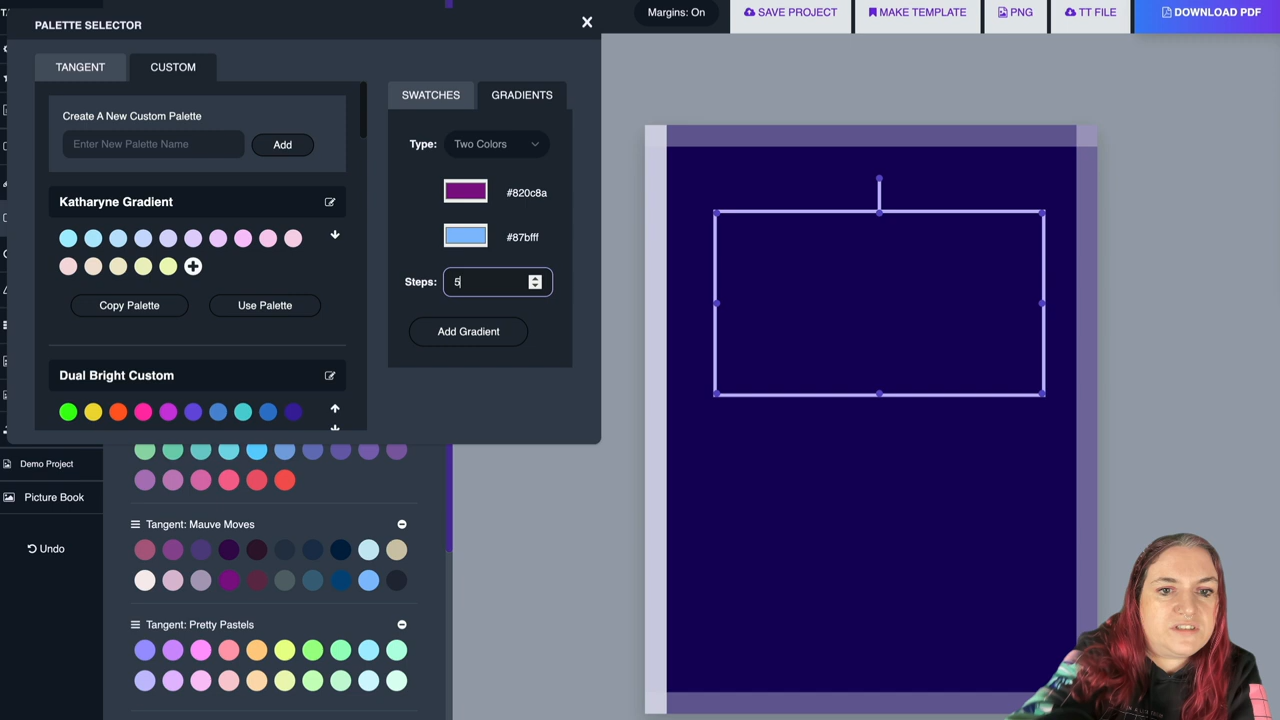 PALETTE SELECTOR
TANGENT
CUSTOM
Create A New Custom Palette
Enter New Palette Name
Add
Katharyne Gradient
Copy Palette
Use Palette
Dual Bright Custom
SWATCHES
GRADIENTS
Type:
Two Colors
#820c8a
#87bfff
Steps:
5
Add Gradient
Margins: On
SAVE PROJECT
MAKE TEMPLATE
PNG
TT FILE
DOWNLOAD PDF
Demo Project
Picture Book
Undo
Tangent: Mauve Moves
Tangent: Pretty Pastels